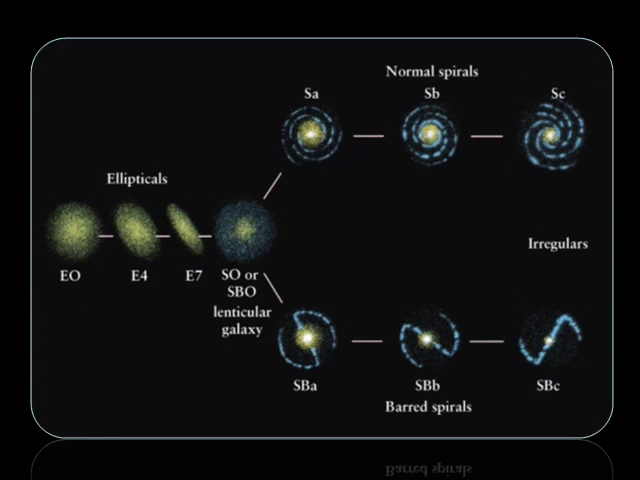 Normal spirals
Sa
Sb
Sc
Ellipticals
Irregulars
EO
E4
E7
SO or
SBO
lenticular
galaxy
SBa
SBb
SBc
Barred spirals